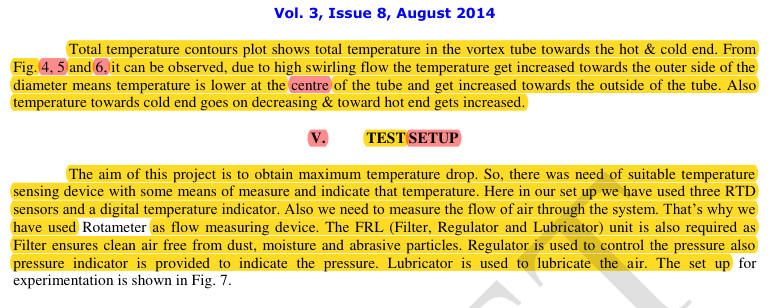 Vol. 3, Issue 8, August 2014
Total temperature contours plot shows total temperature in the vortex tube towards the hot & cold end. From
Fig. 4, 5 and 6, it can be observed, due to high swirling flow the temperature get increased towards the outer side of the
diameter means temperature is lower at the centre of the tube and get increased towards the outside of the tube. Also
temperature towards cold end goes on decreasing & toward hot end gets increased.
V. TEST SETUP
The aim of this project is to obtain maximum temperature drop. So, there was need of suitable temperature
sensing device with some means of measure and indicate that temperature. Here in our set up we have used three RTD
sensors and a digital temperature indicator. Also we need to measure the flow of air through the system. That's why we
have used Rotameter as flow measuring device. The FRL (Filter, Regulator and Lubricator) unit is also required as
Filter ensures clean air free from dust, moisture and abrasive particles. Regulator is used to control the pressure also
pressure indicator is provided to indicate the pressure. Lubricator is used to lubricate the air. The set up for
experimentation is shown in Fig. 7.